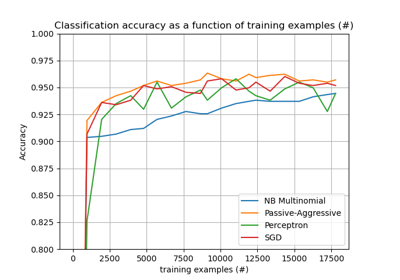 Classification accuracy as a function of training examples (#)
1.000
0.975
0.950
0.925
0.900
0.875
0.850
0.825
0.800
Accuracy
NB Multinomial
Passive-Aggressive
Perceptron
SGD
0 2500 5000 7500 10000 12500 15000 17500
training examples (#)